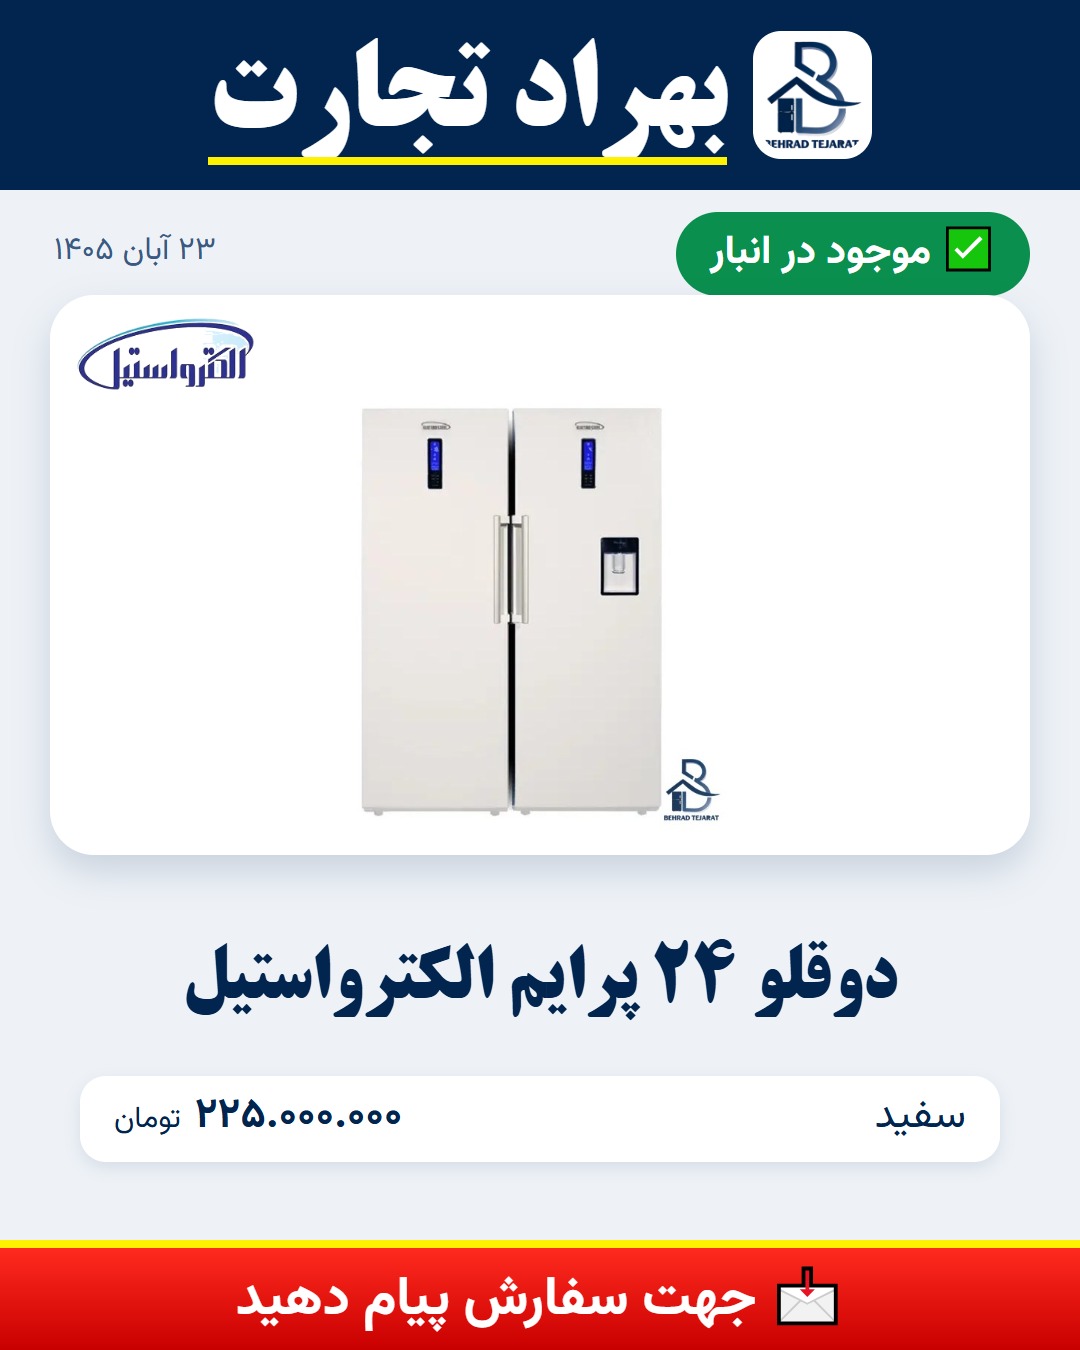 بهراد تجارت
BEHRAD TEJARAT
✅ موجود در انبار
۲۳ آبان ۱۴۰۵
الکترواستیل
BEHRAD TEJARAT
دوقلو ۲۴ پرایم الکترواستیل
سفید
۲۲۵.۰۰۰.۰۰۰ تومان
📩 جهت سفارش پیام دهید